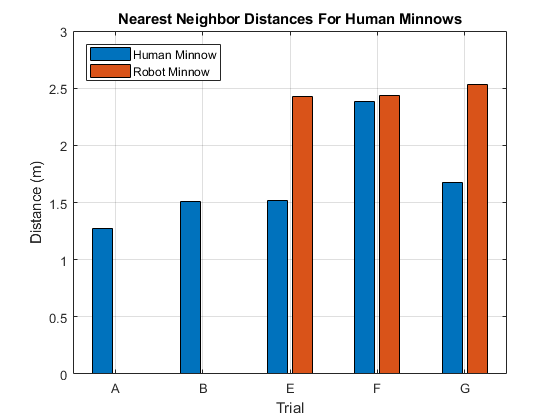 Nearest Neighbor Distances For Human Minnows
Human Minnow
Robot Minnow
3
2.5
2
1.5
1
0.5
0
Distance (m)
A B E F G
Trial